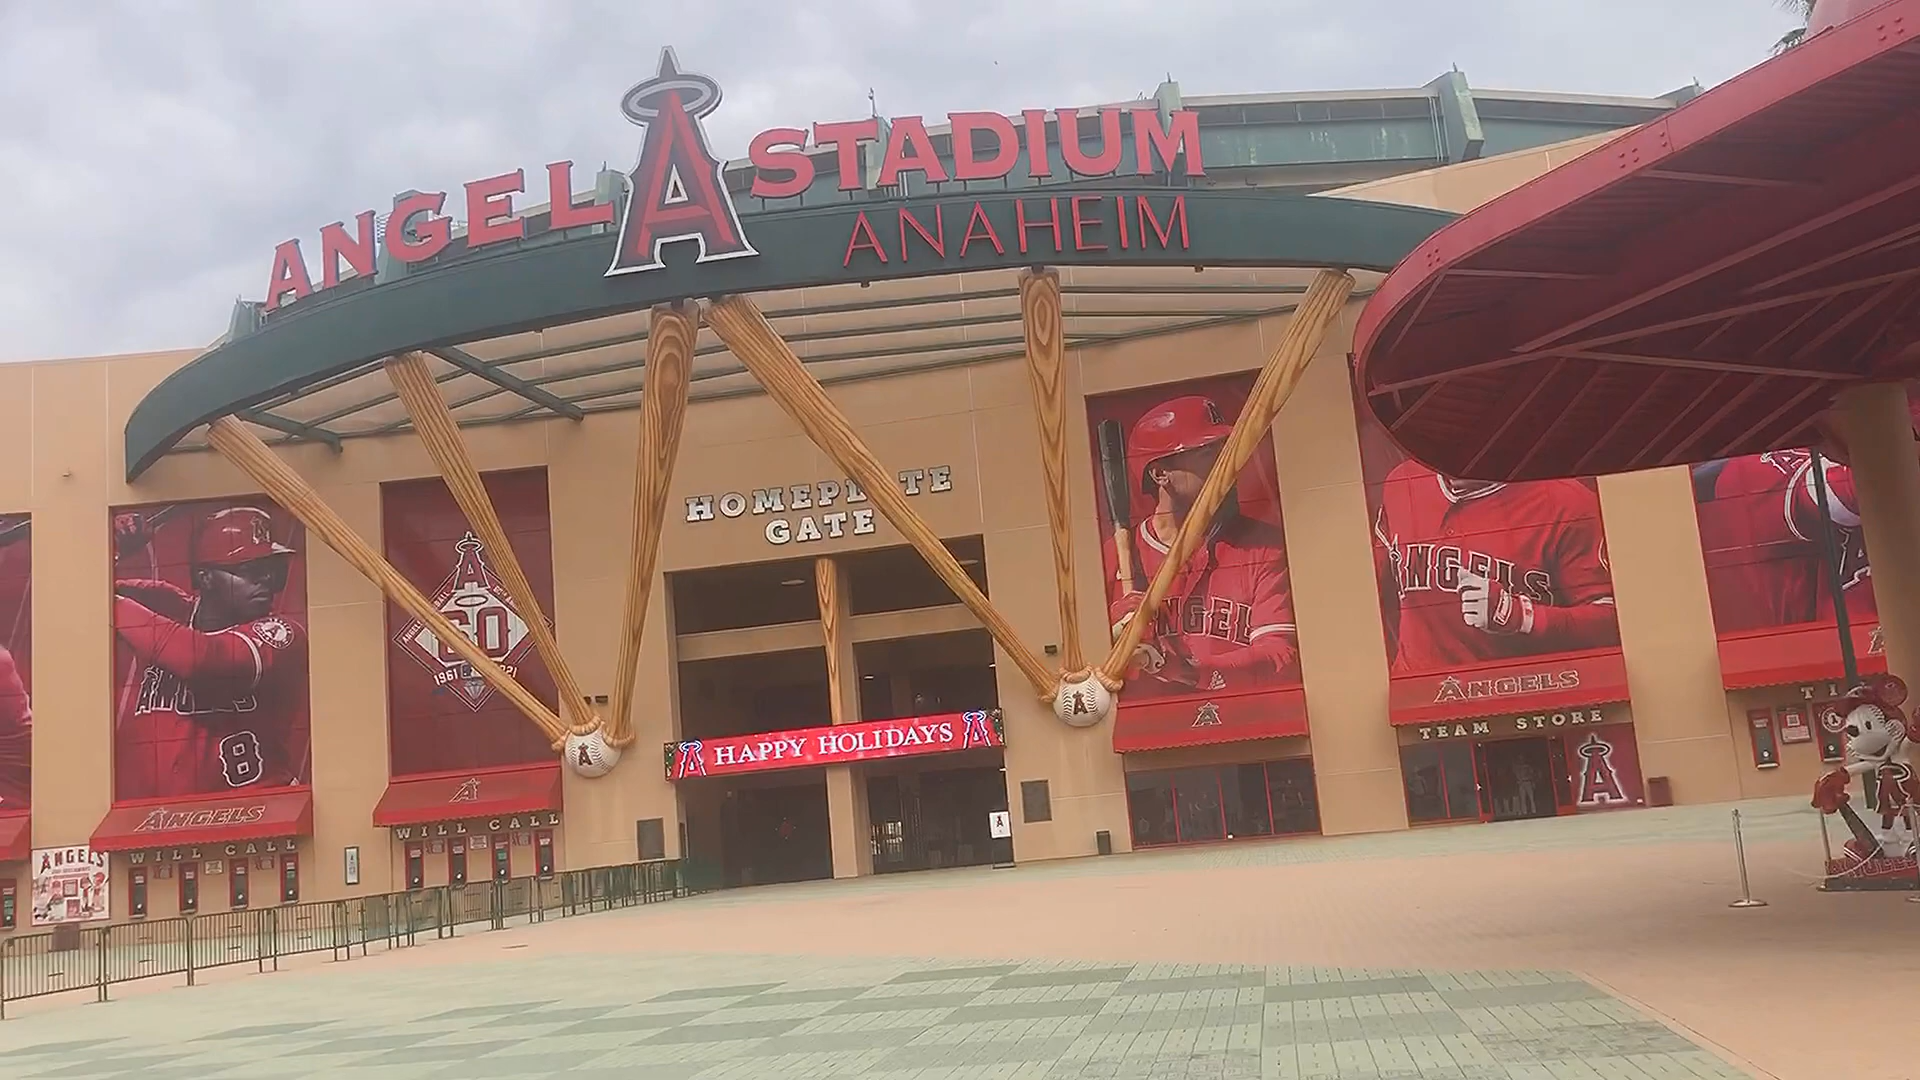 ANGEL STADIUM
ANAHEIM
HOMEPLATE
GATE
HAPPY HOLIDAYS
ANGELS
8
60
1961
ANGELS
WILL CALL
WILL CALL
ANGELS
ANGEL
ANGELS
ANGELS
TEAM STORE